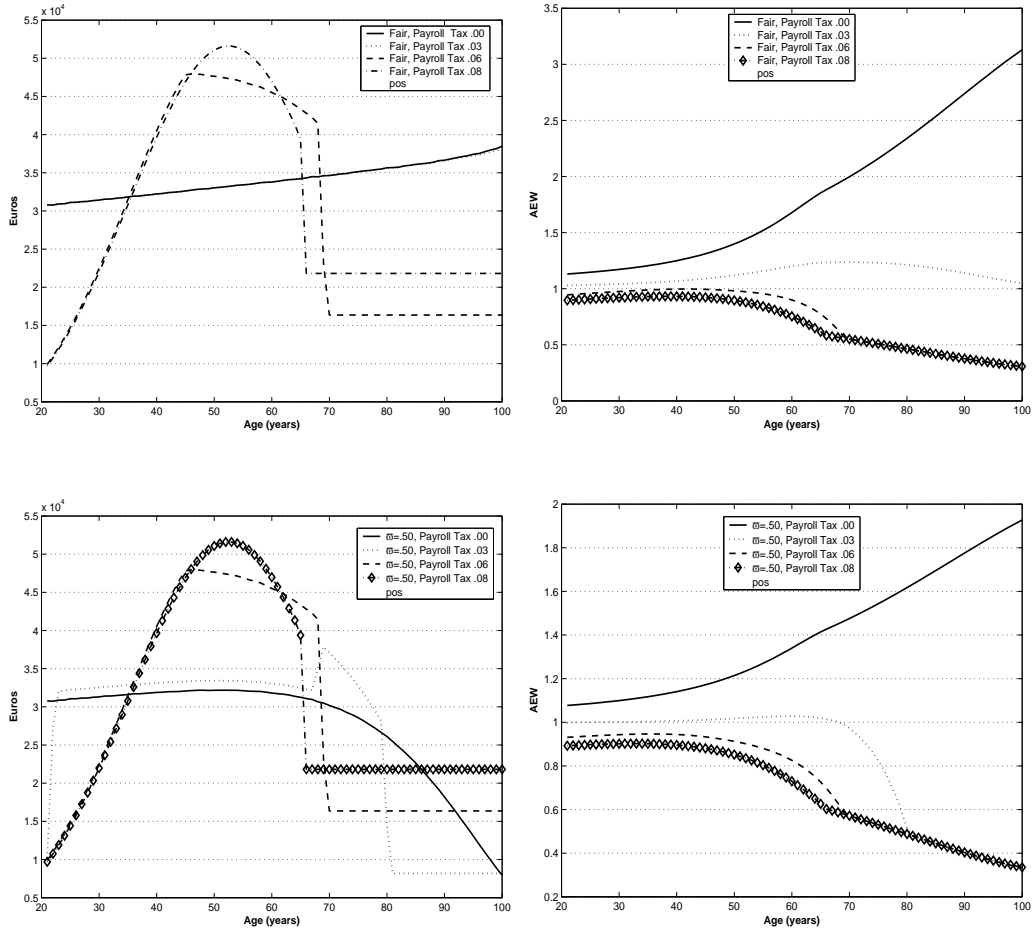 x 10^4
5.5
5
4.5
4
3.5
3
2.5
2
1.5
1
0.5
Euros
Fair, Payroll Tax .00
Fair, Payroll Tax .03
Fair, Payroll Tax .06
Fair, Payroll Tax .08
pos
20 30 40 50 60 70 80 90 100
Age (years)
3.5
3
2.5
2
1.5
1
0.5
0
AEW
Fair, Payroll Tax .00
Fair, Payroll Tax .03
Fair, Payroll Tax .06
Fair, Payroll Tax .08
pos
20 30 40 50 60 70 80 90 100
Age (years)
x 10^4
5.5
5
4.5
4
3.5
3
2.5
2
1.5
1
0.5
Euros
ϖ=.50, Payroll Tax .00
ϖ=.50, Payroll Tax .03
ϖ=.50, Payroll Tax .06
ϖ=.50, Payroll Tax .08
pos
20 30 40 50 60 70 80 90 100
Age (years)
2
1.8
1.6
1.4
1.2
1
0.8
0.6
0.4
0.2
AEW
ϖ=.50, Payroll Tax .00
ϖ=.50, Payroll Tax .03
ϖ=.50, Payroll Tax .06
ϖ=.50, Payroll Tax .08
pos
20 30 40 50 60 70 80 90 100
Age (years)